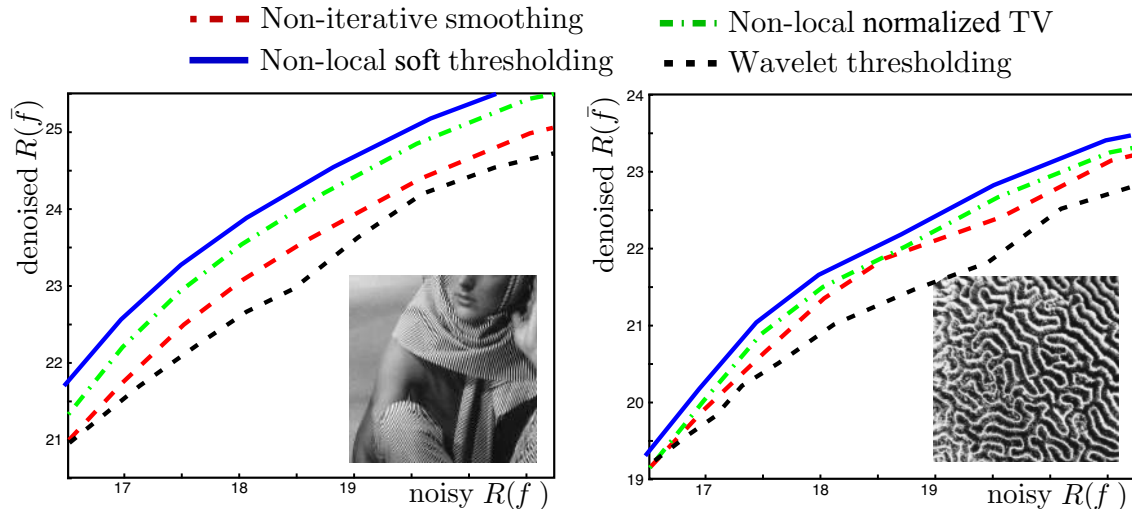 Non-iterative smoothing
Non-local normalized TV
Non-local soft thresholding
Wavelet thresholding
denoised R(f̄)
25
24
23
22
21
17
18
19
noisy R(f )
denoised R(f̄)
24
23
22
21
20
19
17
18
19
noisy R(f )